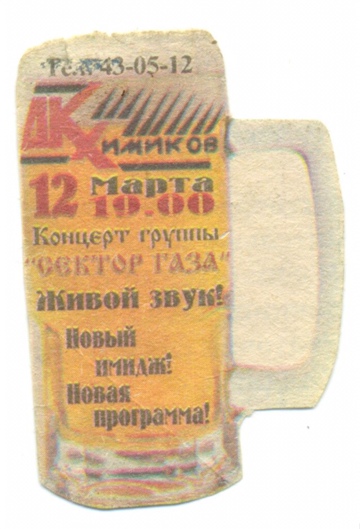 Тел. 43-05-12
ДК Химиков
12 Марта
19.00
Концерт группы
"СЕКТОР ГАЗА"
Живой звук!
Новый
имидж!
Новая
программа!